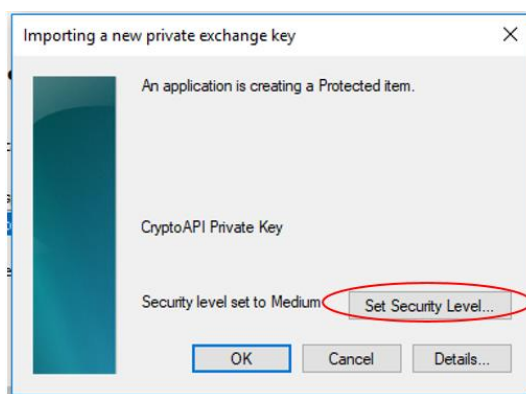 Importing a new private exchange key
An application is creating a Protected item.
CryptoAPI Private Key
Security level set to Medium
Set Security Level...
OK
Cancel
Details...